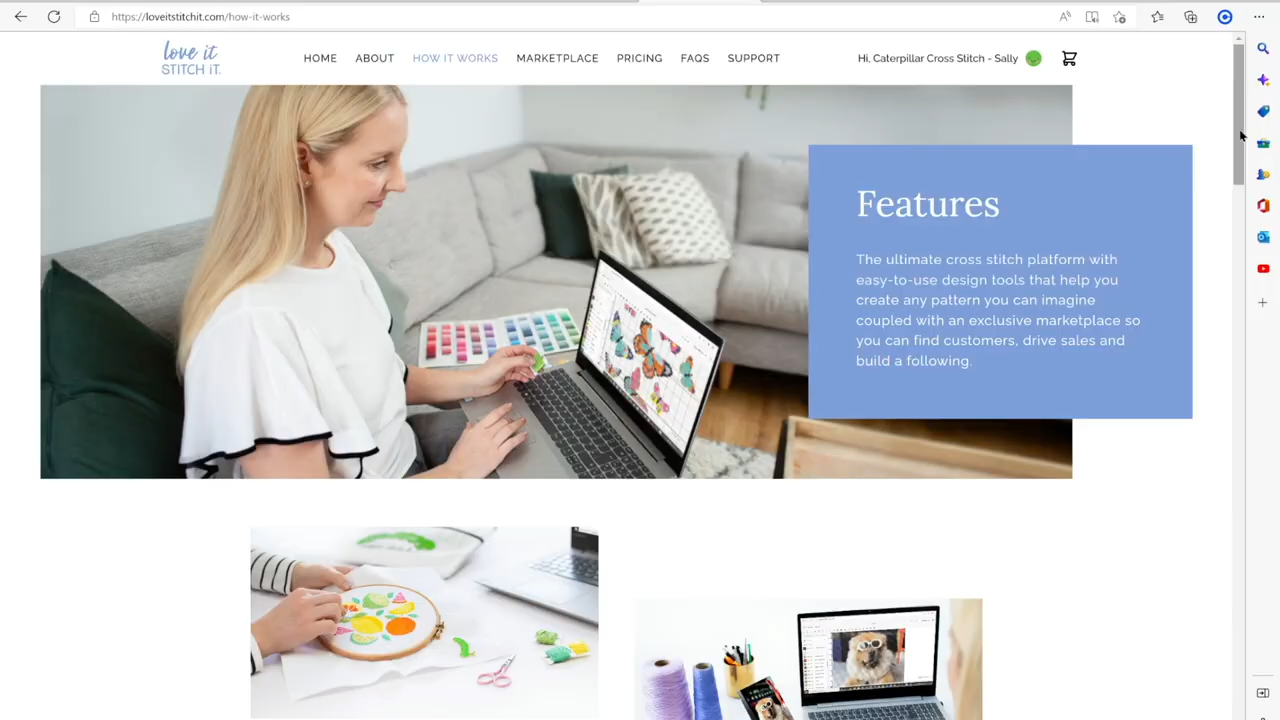 https://loveitstitchit.com/how-it-works
love it
STITCH iT.
HOME ABOUT HOW IT WORKS MARKETPLACE PRICING FAQS SUPPORT
Hi, Caterpillar Cross Stitch - Sally
Features
The ultimate cross stitch platform with
easy-to-use design tools that help you
create any pattern you can imagine
coupled with an exclusive marketplace so
you can find customers, drive sales and
build a following.